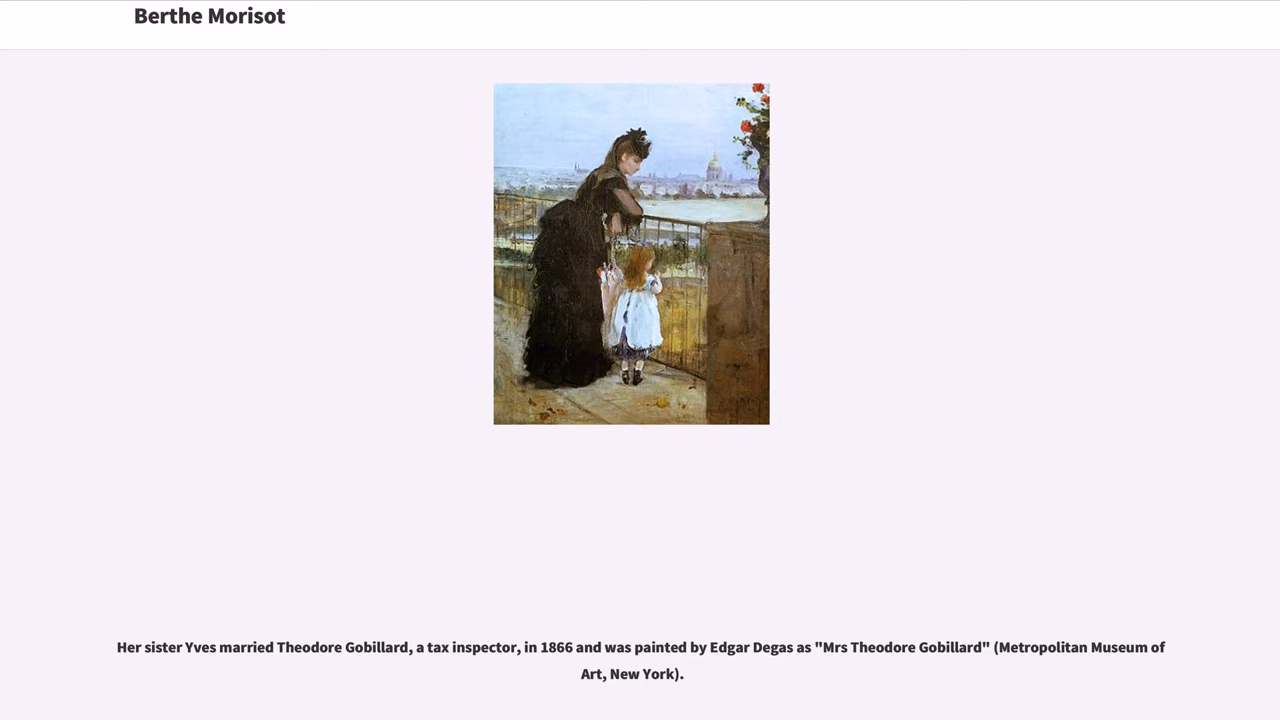 Berthe Morisot
Her sister Yves married Theodore Gobillard, a tax inspector, in 1866 and was painted by Edgar Degas as "Mrs Theodore Gobillard" (Metropolitan Museum of
Art, New York).